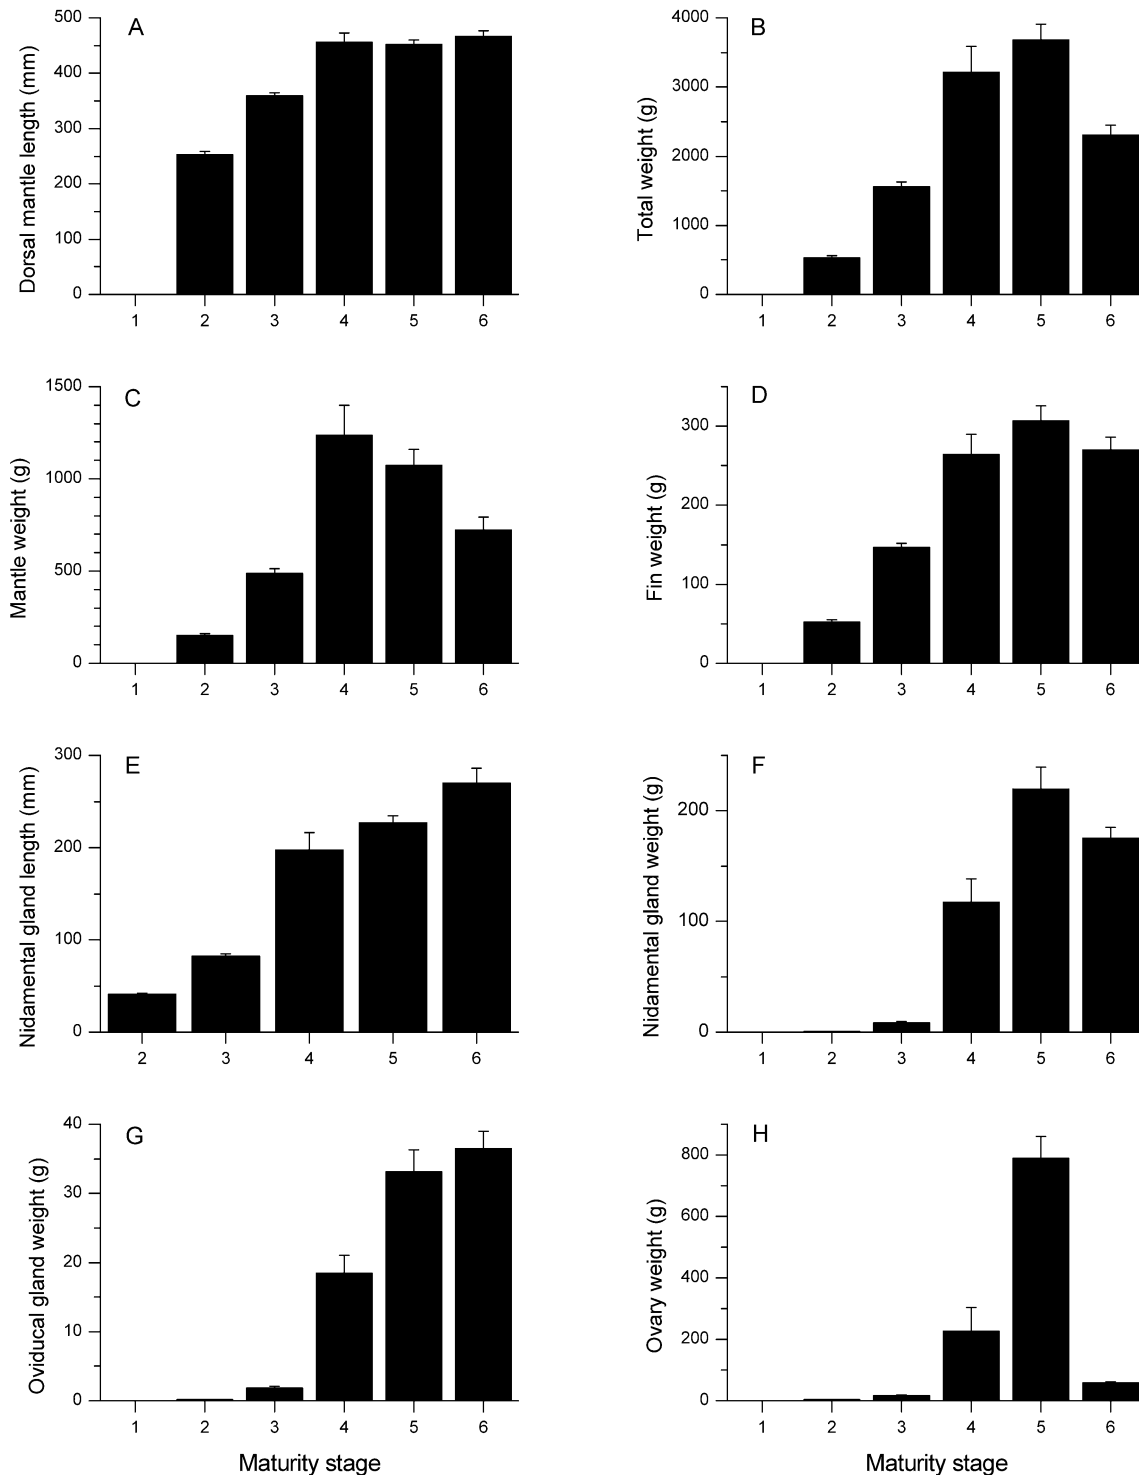 A
Dorsal mantle length (mm)
500
400
300
200
100
0
1 2 3 4 5 6
B
Total weight (g)
4000
3000
2000
1000
0
1 2 3 4 5 6
C
Mantle weight (g)
1500
1000
500
0
1 2 3 4 5 6
D
Fin weight (g)
300
200
100
0
1 2 3 4 5 6
E
Nidamental gland length (mm)
300
200
100
0
2 3 4 5 6
F
Nidamental gland weight (g)
200
100
0
1 2 3 4 5 6
G
Oviducal gland weight (g)
40
30
20
10
0
1 2 3 4 5 6
Maturity stage
H
Ovary weight (g)
800
600
400
200
0
1 2 3 4 5 6
Maturity stage